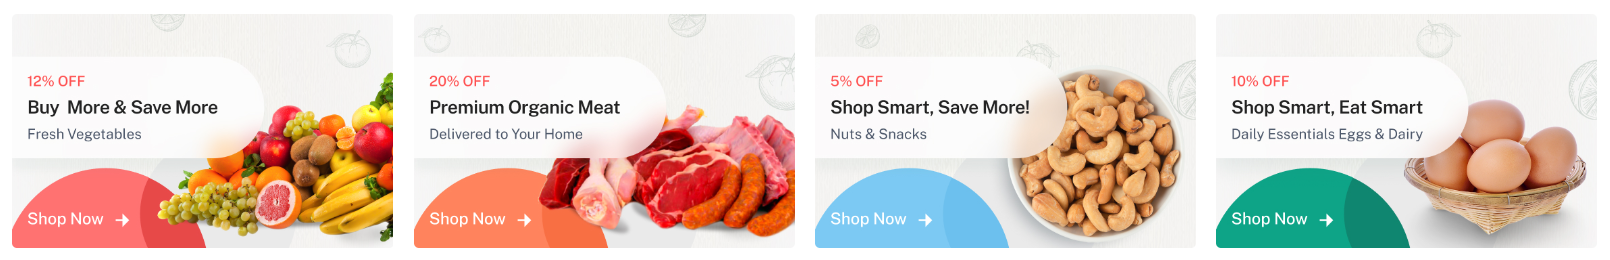 12% OFF
Buy  More & Save More
Fresh Vegetables
Shop Now
20% OFF
Premium Organic Meat
Delivered to Your Home
Shop Now
5% OFF
Shop Smart, Save More!
Nuts & Snacks
Shop Now
10% OFF
Shop Smart, Eat Smart
Daily Essentials Eggs & Dairy
Shop Now